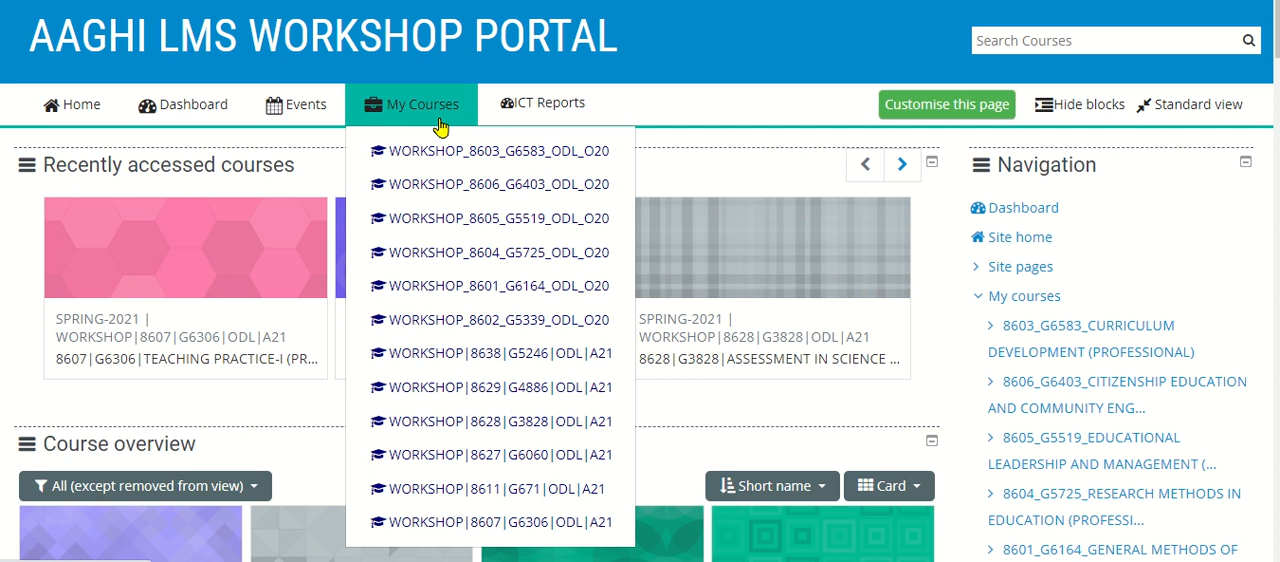 AAGHI LMS WORKSHOP PORTAL
Search Courses
Home
Dashboard
Events
My Courses
ICT Reports
Customise this page
Hide blocks
Standard view
WORKSHOP_8603_G6583_ODL_O20
WORKSHOP_8606_G6403_ODL_O20
WORKSHOP_8605_G5519_ODL_O20
WORKSHOP_8604_G5725_ODL_O20
WORKSHOP_8601_G6164_ODL_O20
WORKSHOP_8602_G5339_ODL_O20
WORKSHOP|8638|G5246|ODL|A21
WORKSHOP|8629|G4886|ODL|A21
WORKSHOP|8628|G3828|ODL|A21
WORKSHOP|8627|G6060|ODL|A21
WORKSHOP|8611|G671|ODL|A21
WORKSHOP|8607|G6306|ODL|A21
Recently accessed courses
SPRING-2021 |
WORKSHOP|8607|G6306|ODL|A21
8607|G6306|TEACHING PRACTICE-I (PR...
SPRING-2021 |
WORKSHOP|8628|G3828|ODL|A21
8628|G3828|ASSESSMENT IN SCIENCE ...
Course overview
All (except removed from view)
Short name
Card
Navigation
Dashboard
Site home
Site pages
My courses
8603_G6583_CURRICULUM
DEVELOPMENT (PROFESSIONAL)
8606_G6403_CITIZENSHIP EDUCATION
AND COMMUNITY ENG...
8605_G5519_EDUCATIONAL
LEADERSHIP AND MANAGEMENT (...
8604_G5725_RESEARCH METHODS IN
EDUCATION (PROFESSI...
8601_G6164_GENERAL METHODS OF